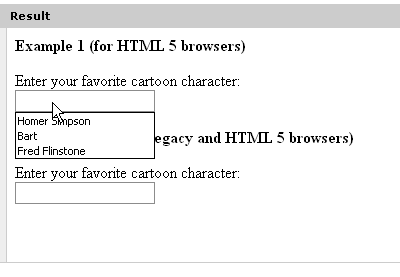 Result
Example 1 (for HTML 5 browsers)
Enter your favorite cartoon character:
Homer Simpson
Bart
Fred Flinstone
egacy and HTML 5 browsers)
Enter your favorite cartoon character: